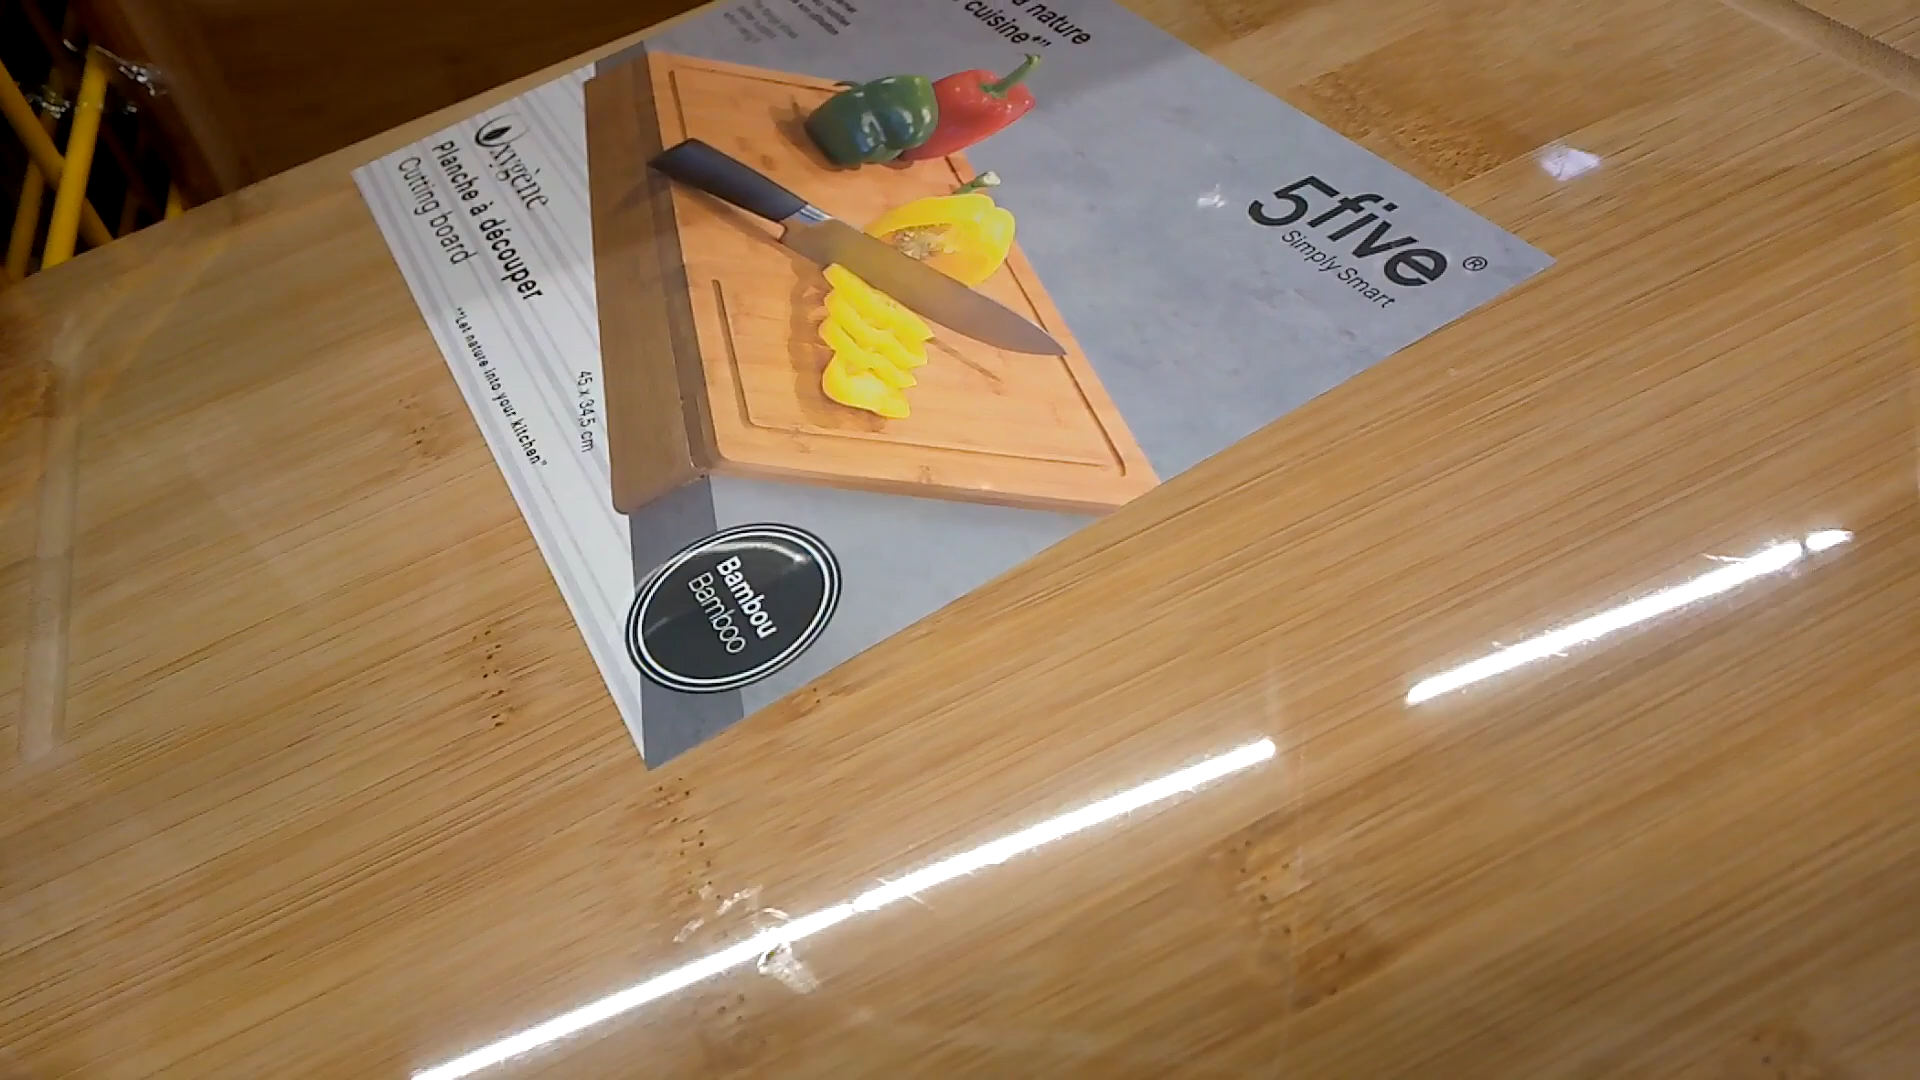 a nature
cuisine*"
5five®
Simply Smart
Oxygène
Planche à découper
Cutting board
45 x 34,5 cm
"Let nature into your kitchen"
Bambou
Bamboo